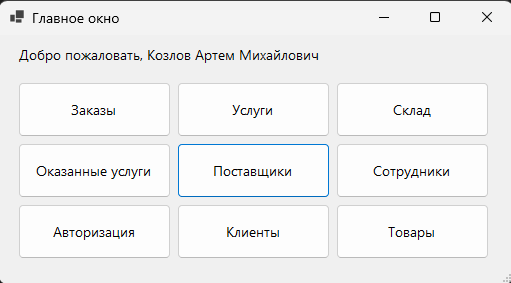 Главное окно
Добро пожаловать, Козлов Артем Михайлович
Заказы Услуги Склад
Оказанные услуги Поставщики Сотрудники
Авторизация Клиенты Товары